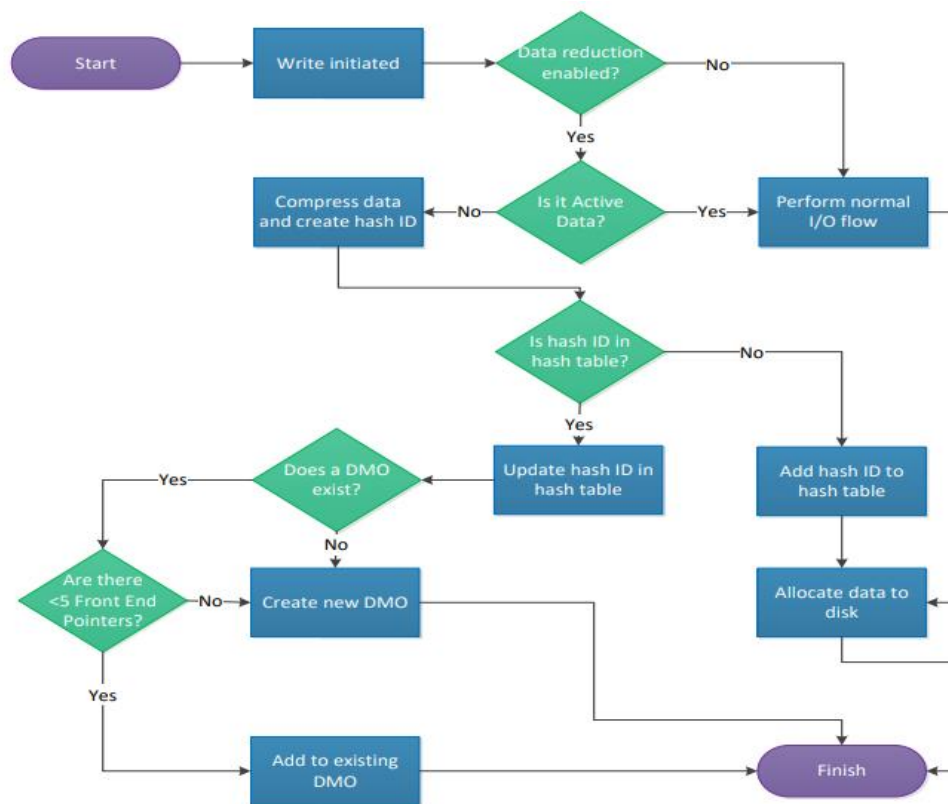 Start
Write initiated
Data reduction
enabled?
No
Yes
Compress data
and create hash ID
No
Is it Active
Data?
Yes
Perform normal
I/O flow
Is hash ID in
hash table?
No
Yes
Does a DMO
exist?
Yes
Update hash ID in
hash table
Add hash ID to
hash table
No
Are there
<5 Front End
Pointers?
No
Create new DMO
Allocate data to
disk
Yes
Add to existing
DMO
Finish